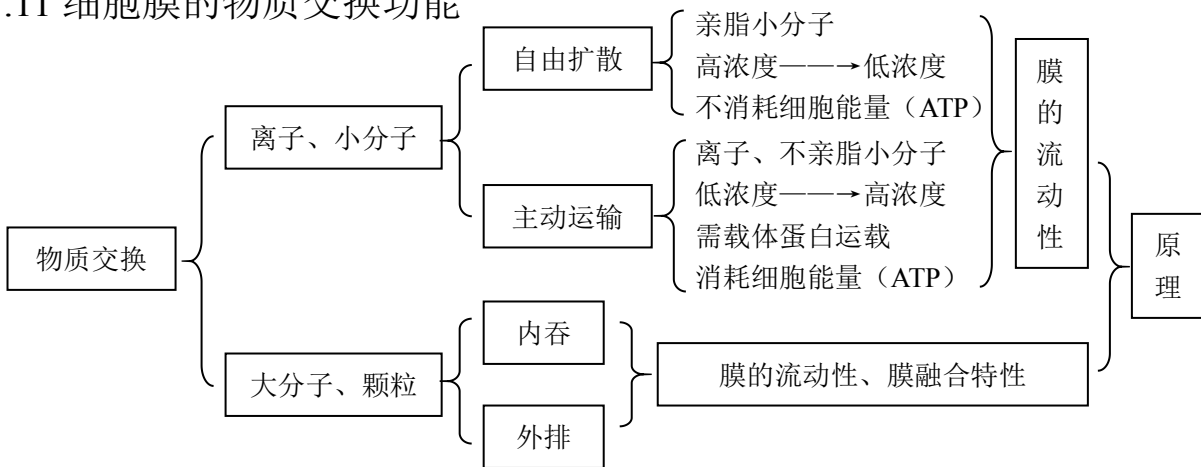 .11 细胞膜的物质交换功能
亲脂小分子
自由扩散
高浓度——→低浓度
不消耗细胞能量（ATP）
离子、小分子
离子、不亲脂小分子
低浓度——→高浓度
主动运输
需载体蛋白运载
消耗细胞能量（ATP）
膜的流动性
物质交换
原理
内吞
大分子、颗粒
膜的流动性、膜融合特性
外排